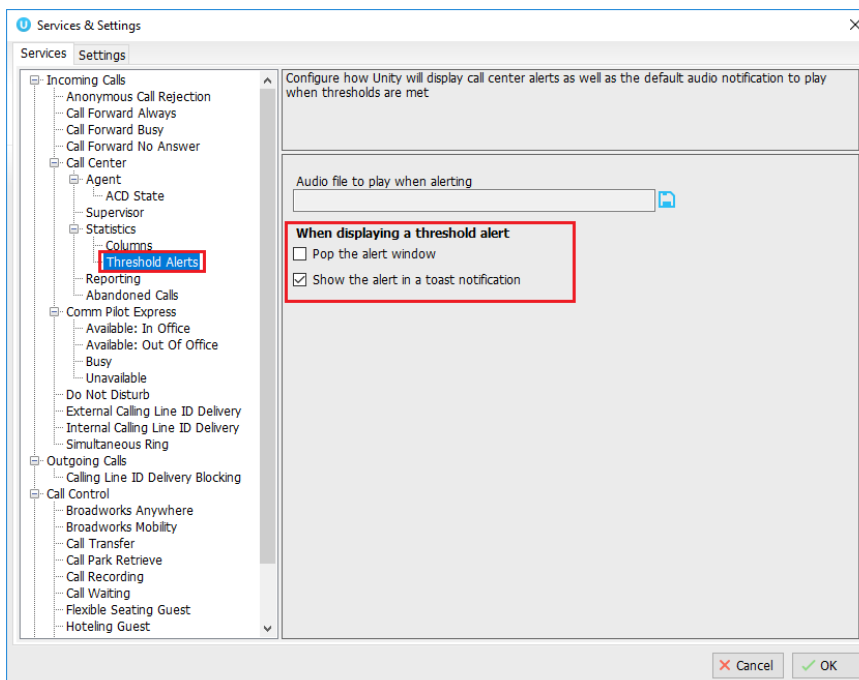 Services & Settings
Services
Settings
Incoming Calls
Anonymous Call Rejection
Call Forward Always
Call Forward Busy
Call Forward No Answer
Call Center
Agent
ACD State
Supervisor
Statistics
Columns
Threshold Alerts
Reporting
Abandoned Calls
Comm Pilot Express
Available: In Office
Available: Out Of Office
Busy
Unavailable
Do Not Disturb
External Calling Line ID Delivery
Internal Calling Line ID Delivery
Simultaneous Ring
Outgoing Calls
Calling Line ID Delivery Blocking
Call Control
Broadworks Anywhere
Broadworks Mobility
Call Transfer
Call Park Retrieve
Call Recording
Call Waiting
Flexible Seating Guest
Hoteling Guest
Configure how Unity will display call center alerts as well as the default audio notification to play
when thresholds are met
Audio file to play when alerting
When displaying a threshold alert
Pop the alert window
Show the alert in a toast notification
Cancel
OK